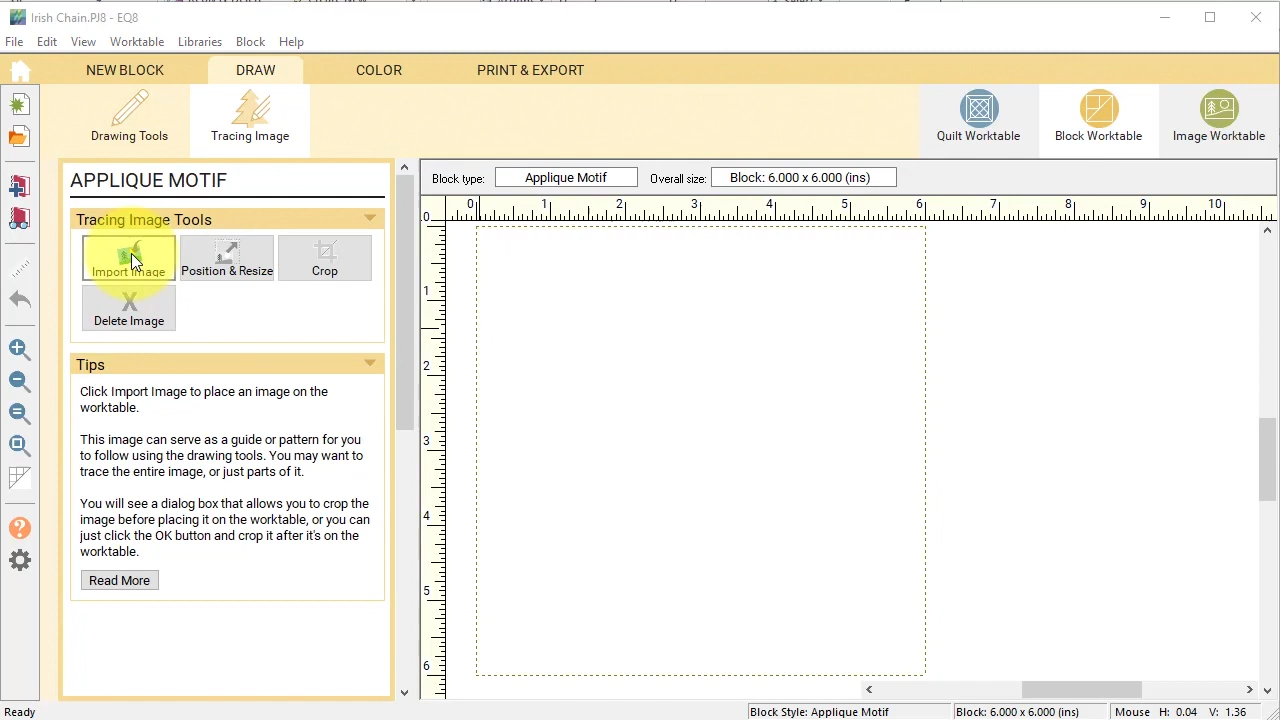 Irish Chain.PJ8 - EQ8
File Edit View Worktable Libraries Block Help
NEW BLOCK DRAW COLOR PRINT & EXPORT
Drawing Tools Tracing Image Quilt Worktable Block Worktable Image Worktable
APPLIQUE MOTIF
Block type: Applique Motif Overall size: Block: 6.000 x 6.000 (ins)
0 1 2 3 4 5 6 7 8 9 10
Tracing Image Tools
Import Image Position & Resize Crop
Delete Image
Tips
Click Import Image to place an image on the
worktable.
This image can serve as a guide or pattern for you
to follow using the drawing tools. You may want to
trace the entire image, or just parts of it.
You will see a dialog box that allows you to crop the
image before placing it on the worktable, or you can
just click the OK button and crop it after it's on the
worktable.
Read More
0
1
2
3
4
5
6
Ready Block Style: Applique Motif Block: 6.000 x 6.000 (ins) Mouse H: 0.04 V: 1.36